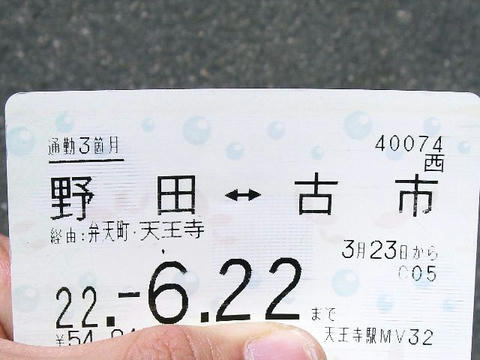 通勤3箇月 40074
西
野田↔古市
経由:弁天町・天王寺
3月23日から
005
22.-6.22まで
天王寺駅MV32